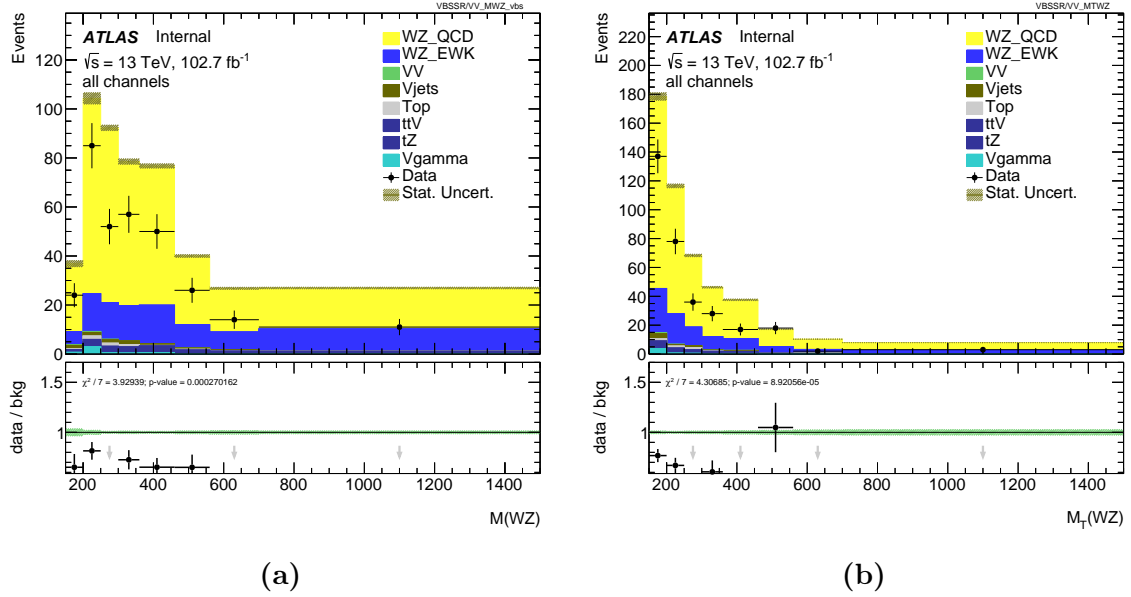 VBSSR/VV_MWZ_vbs
Events
ATLAS Internal
√s = 13 TeV, 102.7 fb⁻¹
all channels
WZ_QCD
WZ_EWK
VV
Vjets
Top
ttV
tZ
Vgamma
Data
Stat. Uncert.
120
100
80
60
40
20
0
data / bkg
χ² / 7 = 3.92939; p-value = 0.000270162
1.5
1
200 400 600 800 1000 1200 1400
M(WZ)
(a)
VBSSR/VV_MTWZ
Events
ATLAS Internal
√s = 13 TeV, 102.7 fb⁻¹
all channels
WZ_QCD
WZ_EWK
VV
Vjets
Top
ttV
tZ
Vgamma
Data
Stat. Uncert.
220
200
180
160
140
120
100
80
60
40
20
0
data / bkg
χ² / 7 = 4.30685; p-value = 8.92056e-05
1.5
1
200 400 600 800 1000 1200 1400
M_T(WZ)
(b)